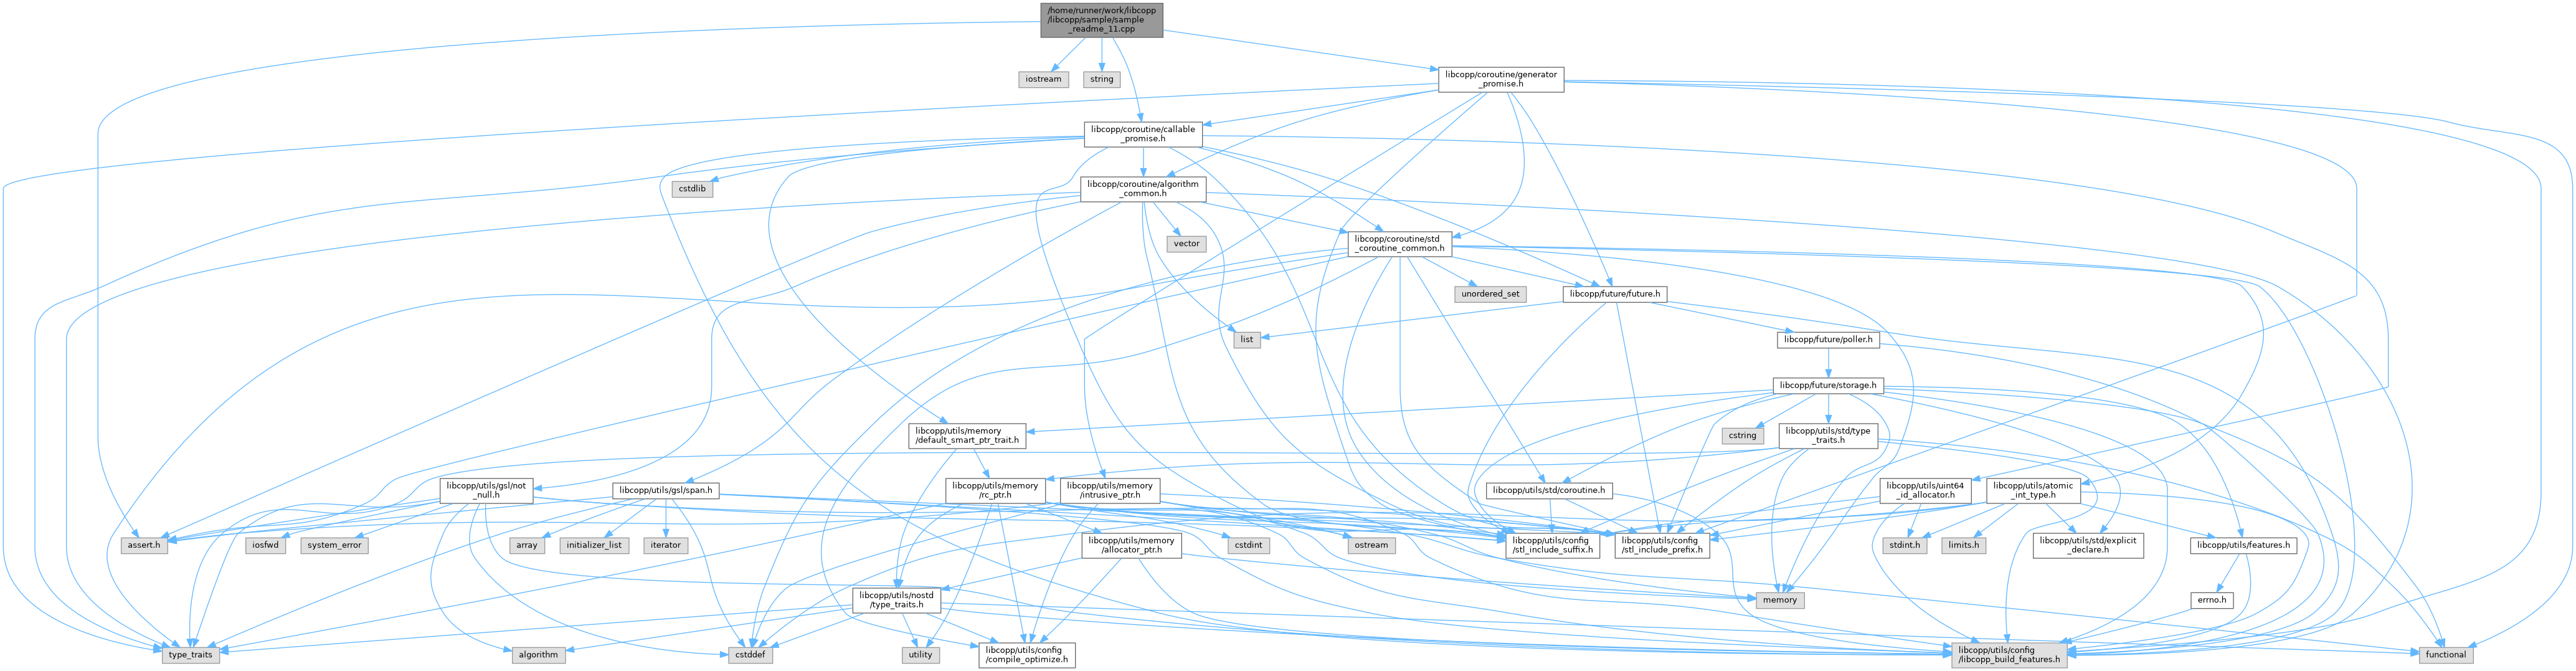 /home/runner/work/libcopp
/libcopp/sample/sample
_readme_11.cpp
iostream
string
libcopp/coroutine/generator
_promise.h
libcopp/coroutine/callable
_promise.h
cstdlib
libcopp/coroutine/algorithm
_common.h
vector
libcopp/coroutine/std
_coroutine_common.h
unordered_set
libcopp/future/future.h
list
libcopp/future/poller.h
libcopp/future/storage.h
libcopp/utils/memory
/default_smart_ptr_trait.h
cstring
libcopp/utils/std/type
_traits.h
libcopp/utils/gsl/not
_null.h
libcopp/utils/gsl/span.h
libcopp/utils/memory
/rc_ptr.h
libcopp/utils/memory
/intrusive_ptr.h
libcopp/utils/std/coroutine.h
libcopp/utils/uint64
_id_allocator.h
libcopp/utils/atomic
_int_type.h
assert.h
iosfwd
system_error
array
initializer_list
iterator
libcopp/utils/memory
/allocator_ptr.h
cstdint
ostream
libcopp/utils/config
/stl_include_suffix.h
libcopp/utils/config
/stl_include_prefix.h
stdint.h
limits.h
libcopp/utils/std/explicit
_declare.h
libcopp/utils/features.h
libcopp/utils/nostd
/type_traits.h
memory
errno.h
type_traits
algorithm
cstddef
utility
libcopp/utils/config
/compile_optimize.h
libcopp/utils/config
/libcopp_build_features.h
functional